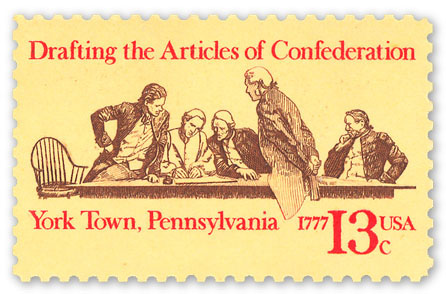 Drafting the Articles of Confederation
York Town, Pennsylvania 1777 13c USA